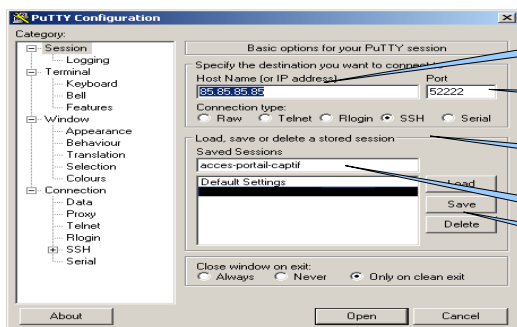 PuTTY Configuration
Category:
Session
Logging
Terminal
Keyboard
Bell
Features
Window
Appearance
Behaviour
Translation
Selection
Colours
Connection
Data
Proxy
Telnet
Rlogin
SSH
Serial
Basic options for your PuTTY session
Specify the destination you want to connect
Host Name (or IP address) Port
85.85.85.85 52222
Connection type:
Raw Telnet Rlogin SSH Serial
Load, save or delete a stored session
Saved Sessions
acces-portail-captif
Default Settings
Load
Save
Delete
Close window on exit:
Always Never Only on clean exit
About Open Cancel